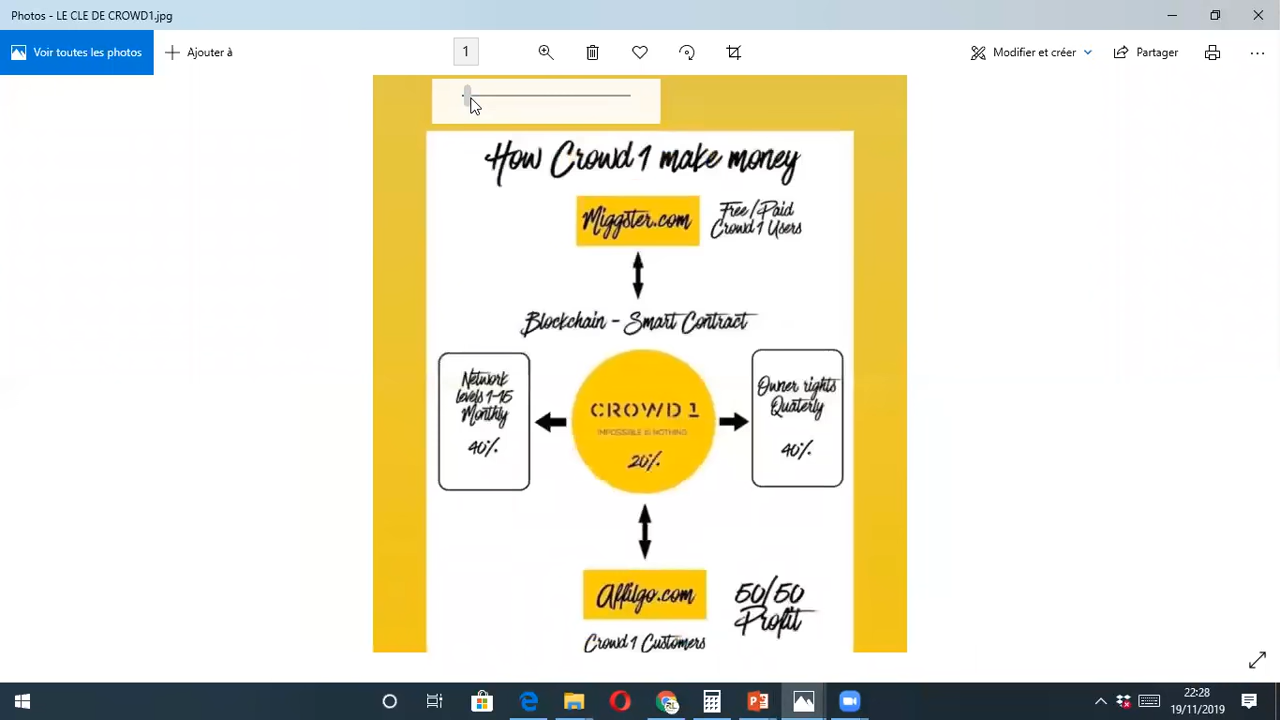 Photos - LE CLE DE CROWD1.jpg
Voir toutes les photos
Ajouter à
1
Modifier et créer
Partager
How Crowd 1 make money
Miggster.com
Free/Paid
Crowd 1 Users
Blockchain - Smart Contract
Network
levels 1-15
Monthly
40%
CROWD 1
IMPOSSIBLE IS NOTHING
20%
Owner rights
Quaterly
40%
Affilgo.com
50/50
Profit
Crowd 1 Customers
22:28
19/11/2019